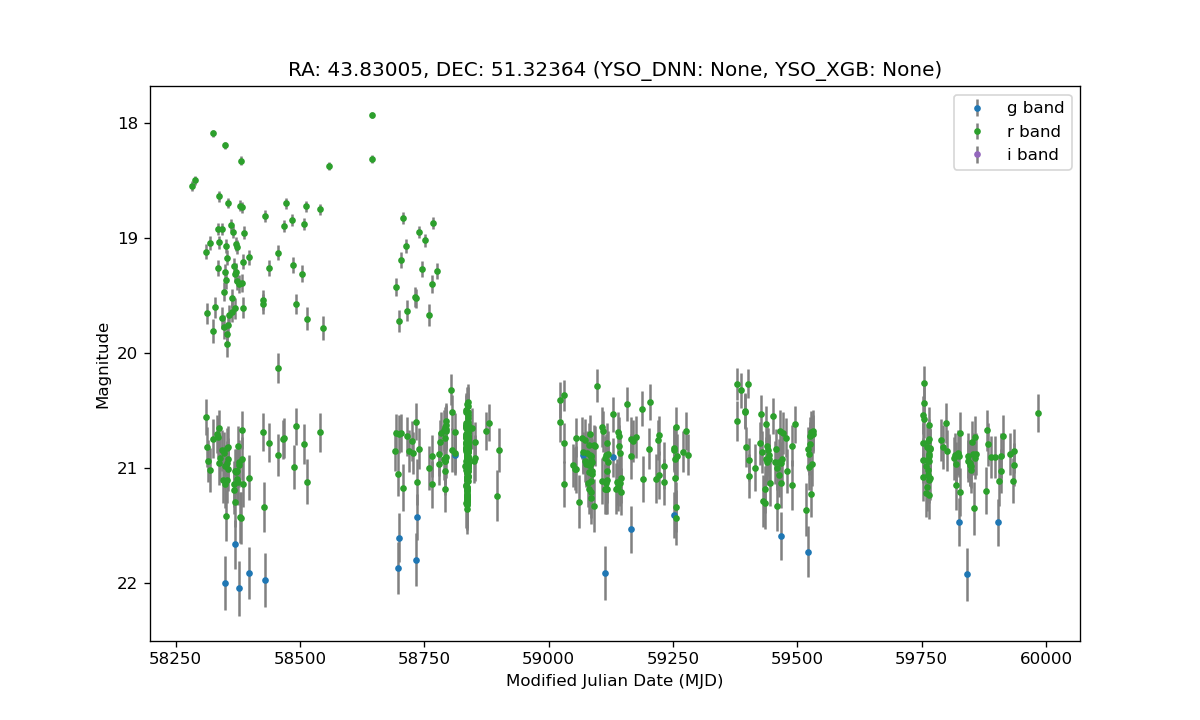 RA: 43.83005, DEC: 51.32364 (YSO_DNN: None, YSO_XGB: None)
g band
r band
i band
18
19
20
21
22
Magnitude
58250 58500 58750 59000 59250 59500 59750 60000
Modified Julian Date (MJD)